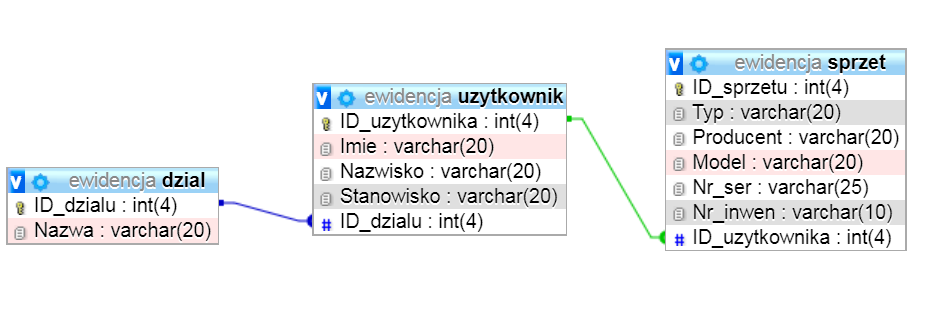 ewidencja dzial
ID_dzialu : int(4)
Nazwa : varchar(20)
ewidencja uzytkownik
ID_uzytkownika : int(4)
Imie : varchar(20)
Nazwisko : varchar(20)
Stanowisko : varchar(20)
ID_dzialu : int(4)
ewidencja sprzet
ID_sprzetu : int(4)
Typ : varchar(20)
Producent : varchar(20)
Model : varchar(20)
Nr_ser : varchar(25)
Nr_inwen : varchar(10)
ID_uzytkownika : int(4)